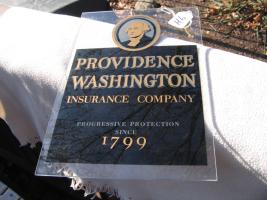 PROVIDENCE
WASHINGTON
INSURANCE COMPANY
PROGRESSIVE PROTECTION
SINCE
1799